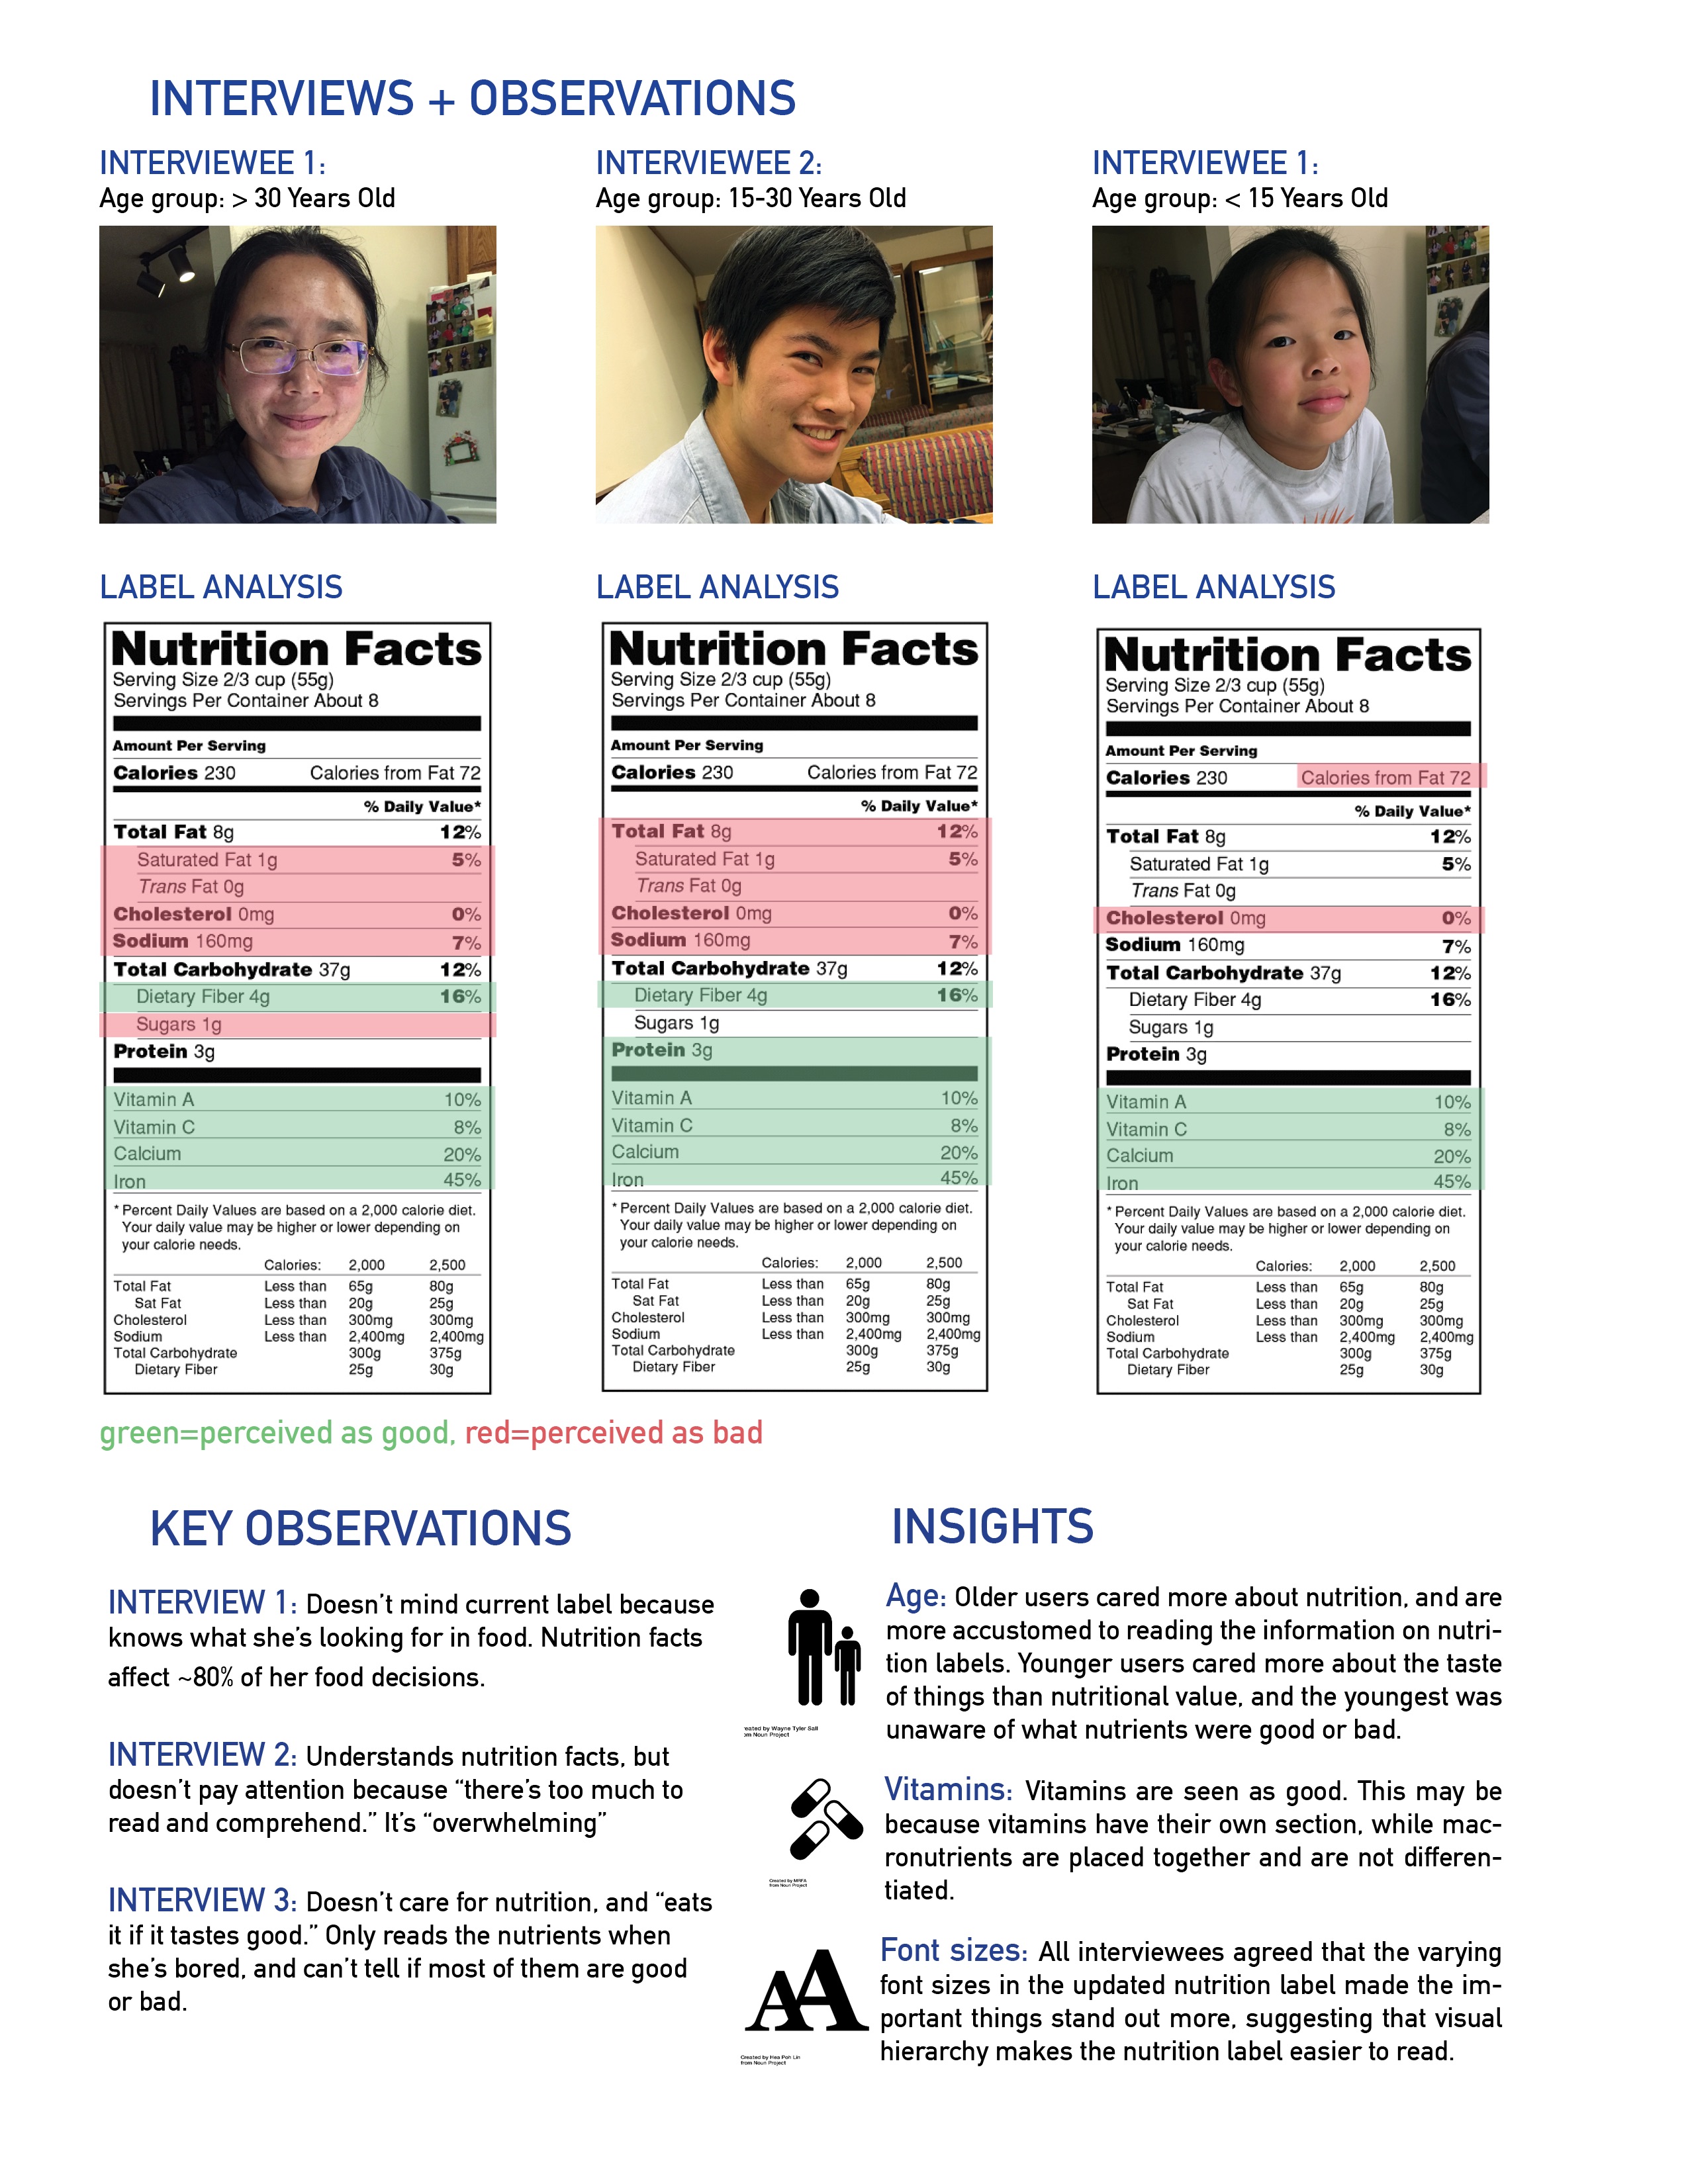 INTERVIEWS + OBSERVATIONS
INTERVIEWEE 1:
Age group: > 30 Years Old
INTERVIEWEE 2:
Age group: 15-30 Years Old
INTERVIEWEE 1:
Age group: < 15 Years Old
LABEL ANALYSIS
Nutrition Facts
Serving Size 2/3 cup (55g)
Servings Per Container About 8
Amount Per Serving
Calories 230 Calories from Fat 72
% Daily Value*
Total Fat 8g 12%
Saturated Fat 1g 5%
Trans Fat 0g
Cholesterol 0mg 0%
Sodium 160mg 7%
Total Carbohydrate 37g 12%
Dietary Fiber 4g 16%
Sugars 1g
Protein 3g
Vitamin A 10%
Vitamin C 8%
Calcium 20%
Iron 45%
* Percent Daily Values are based on a 2,000 calorie diet.
Your daily value may be higher or lower depending on
your calorie needs.
Calories: 2,000 2,500
Total Fat Less than 65g 80g
Sat Fat Less than 20g 25g
Cholesterol Less than 300mg 300mg
Sodium Less than 2,400mg 2,400mg
Total Carbohydrate 300g 375g
Dietary Fiber 25g 30g
LABEL ANALYSIS
Nutrition Facts
Serving Size 2/3 cup (55g)
Servings Per Container About 8
Amount Per Serving
Calories 230 Calories from Fat 72
% Daily Value*
Total Fat 8g 12%
Saturated Fat 1g 5%
Trans Fat 0g
Cholesterol 0mg 0%
Sodium 160mg 7%
Total Carbohydrate 37g 12%
Dietary Fiber 4g 16%
Sugars 1g
Protein 3g
Vitamin A 10%
Vitamin C 8%
Calcium 20%
Iron 45%
* Percent Daily Values are based on a 2,000 calorie diet.
Your daily value may be higher or lower depending on
your calorie needs.
Calories: 2,000 2,500
Total Fat Less than 65g 80g
Sat Fat Less than 20g 25g
Cholesterol Less than 300mg 300mg
Sodium Less than 2,400mg 2,400mg
Total Carbohydrate 300g 375g
Dietary Fiber 25g 30g
LABEL ANALYSIS
Nutrition Facts
Serving Size 2/3 cup (55g)
Servings Per Container About 8
Amount Per Serving
Calories 230 Calories from Fat 72
% Daily Value*
Total Fat 8g 12%
Saturated Fat 1g 5%
Trans Fat 0g
Cholesterol 0mg 0%
Sodium 160mg 7%
Total Carbohydrate 37g 12%
Dietary Fiber 4g 16%
Sugars 1g
Protein 3g
Vitamin A 10%
Vitamin C 8%
Calcium 20%
Iron 45%
* Percent Daily Values are based on a 2,000 calorie diet.
Your daily value may be higher or lower depending on
your calorie needs.
Calories: 2,000 2,500
Total Fat Less than 65g 80g
Sat Fat Less than 20g 25g
Cholesterol Less than 300mg 300mg
Sodium Less than 2,400mg 2,400mg
Total Carbohydrate 300g 375g
Dietary Fiber 25g 30g
green=perceived as good, red=perceived as bad
KEY OBSERVATIONS
INTERVIEW 1: Doesn't mind current label because
knows what she's looking for in food. Nutrition facts
affect ~80% of her food decisions.
INTERVIEW 2: Understands nutrition facts, but
doesn't pay attention because “there's too much to
read and comprehend.” It's “overwhelming”
INTERVIEW 3: Doesn't care for nutrition, and “eats
it if it tastes good.” Only reads the nutrients when
she's bored, and can't tell if most of them are good
or bad.
INSIGHTS
Age: Older users cared more about nutrition, and are
more accustomed to reading the information on nutri-
tion labels. Younger users cared more about the taste
of things than nutritional value, and the youngest was
unaware of what nutrients were good or bad.
reated by Wayne Tyler Sall
om Noun Project
Vitamins: Vitamins are seen as good. This may be
because vitamins have their own section, while mac-
ronutrients are placed together and are not differen-
tiated.
Created by MRFA
from Noun Project
Font sizes: All interviewees agreed that the varying
font sizes in the updated nutrition label made the im-
portant things stand out more, suggesting that visual
hierarchy makes the nutrition label easier to read.
AA
Created by Hea Poh Lin
from Noun Project